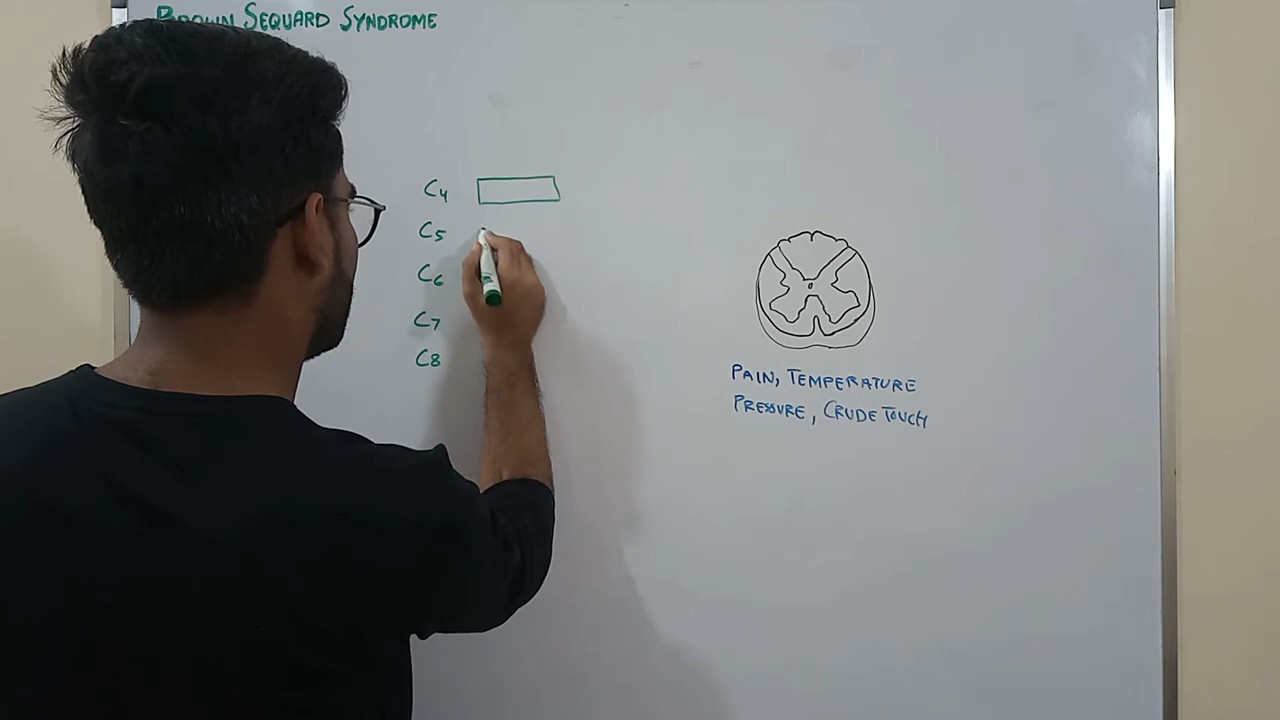 BROWN SEQUARD SYNDROME
C4
C5
C6
C7
C8
PAIN, TEMPERATURE
PRESSURE, CRUDE TOUCH